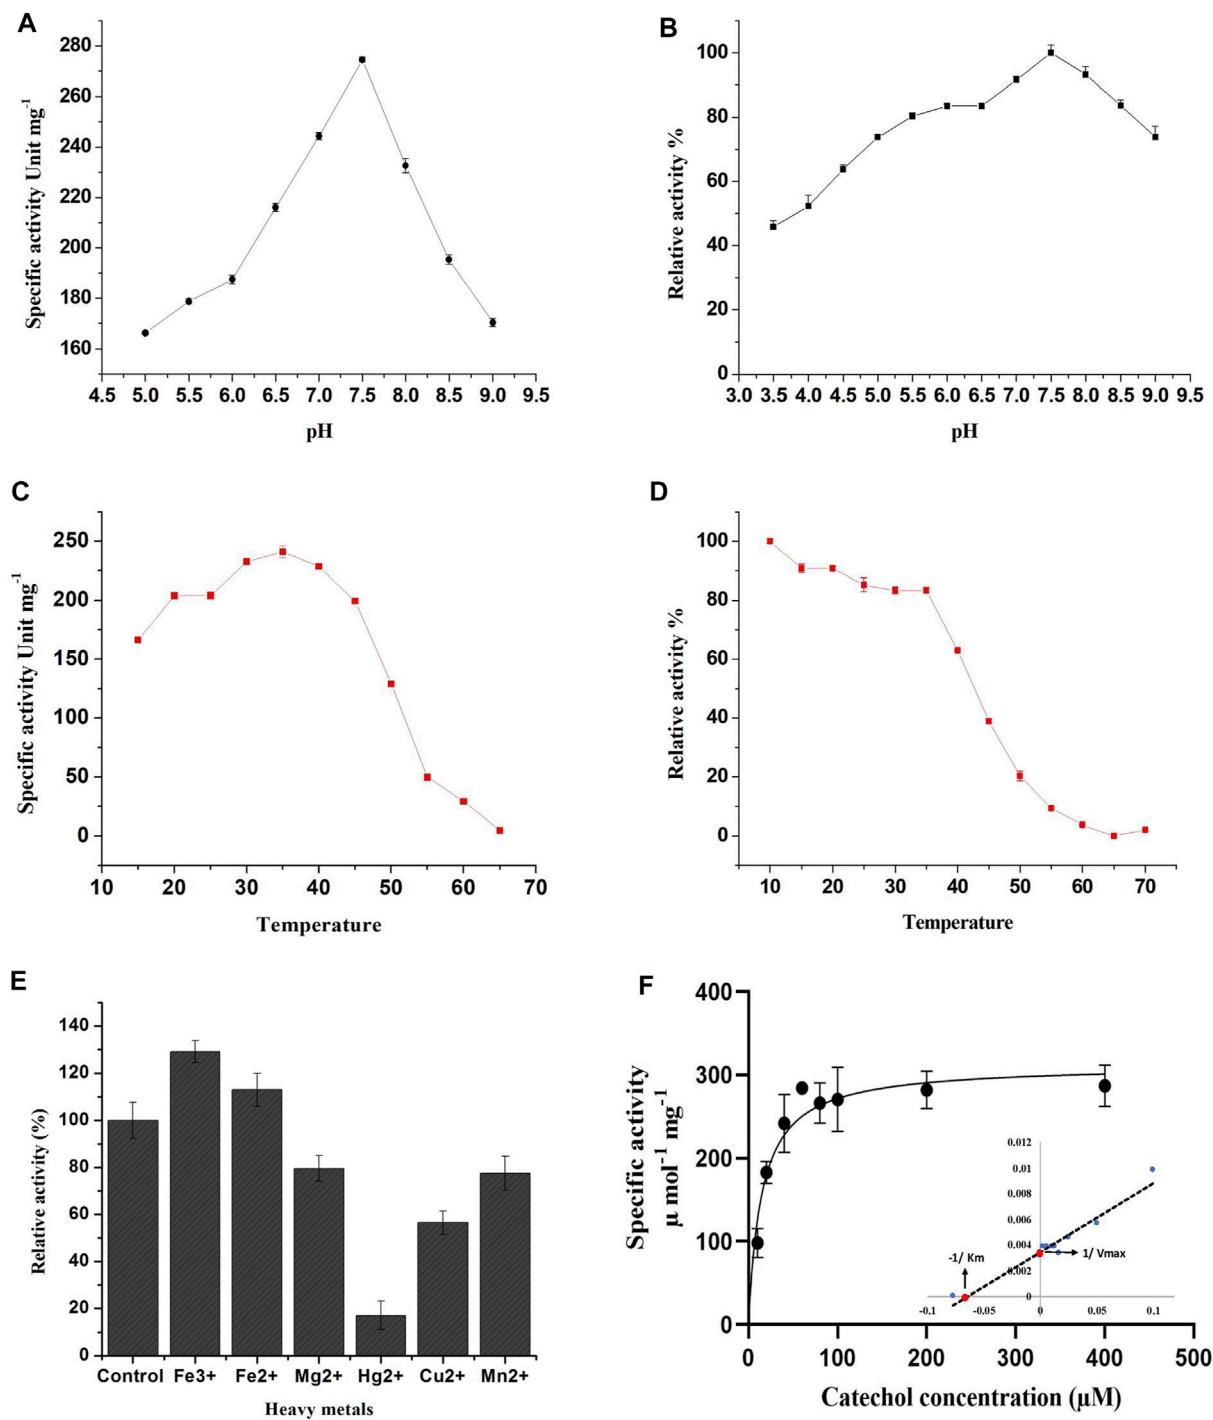 A
Specific activity Unit mg-1
280
260
240
220
200
180
160
4.5 5.0 5.5 6.0 6.5 7.0 7.5 8.0 8.5 9.0 9.5
pH
B
Relative activity %
100
80
60
40
20
0
3.0 3.5 4.0 4.5 5.0 5.5 6.0 6.5 7.0 7.5 8.0 8.5 9.0 9.5
pH
C
Specific activity Unit mg-1
250
200
150
100
50
0
10 20 30 40 50 60 70
Temperature
D
Relative activity %
100
80
60
40
20
0
10 20 30 40 50 60 70
Temperature
E
Relative activity (%)
140
120
100
80
60
40
20
0
Control Fe3+ Fe2+ Mg2+ Hg2+ Cu2+ Mn2+
Heavy metals
F
Specific activity
µ mol-1 mg-1
400
300
200
100
0
0 100 200 300 400 500
Catechol concentration (µM)
0.012
0.01
0.008
0.006
0.004
0.002
0
-0.1 -0.05 0 0.05 0.1
-1/ Km
1/ Vmax